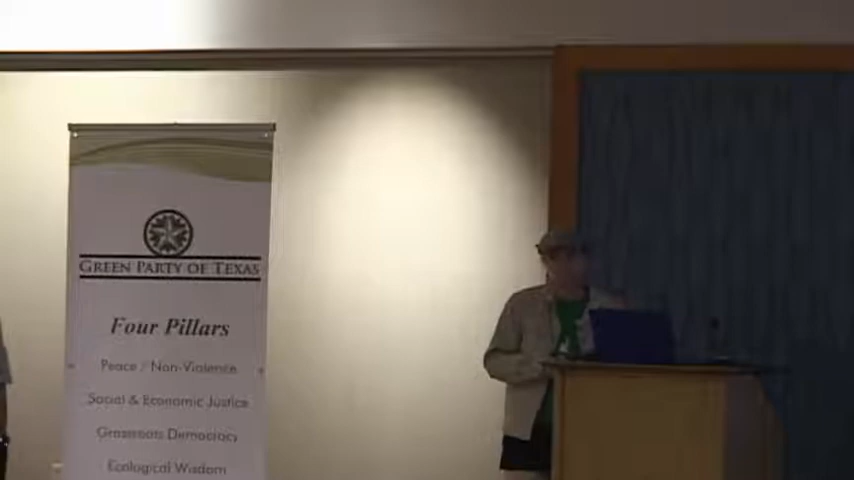 GREEN PARTY OF TEXAS
Four Pillars
Peace / Non-Violence
Social & Economic Justice
Grassroots Democracy
Ecological Wisdom